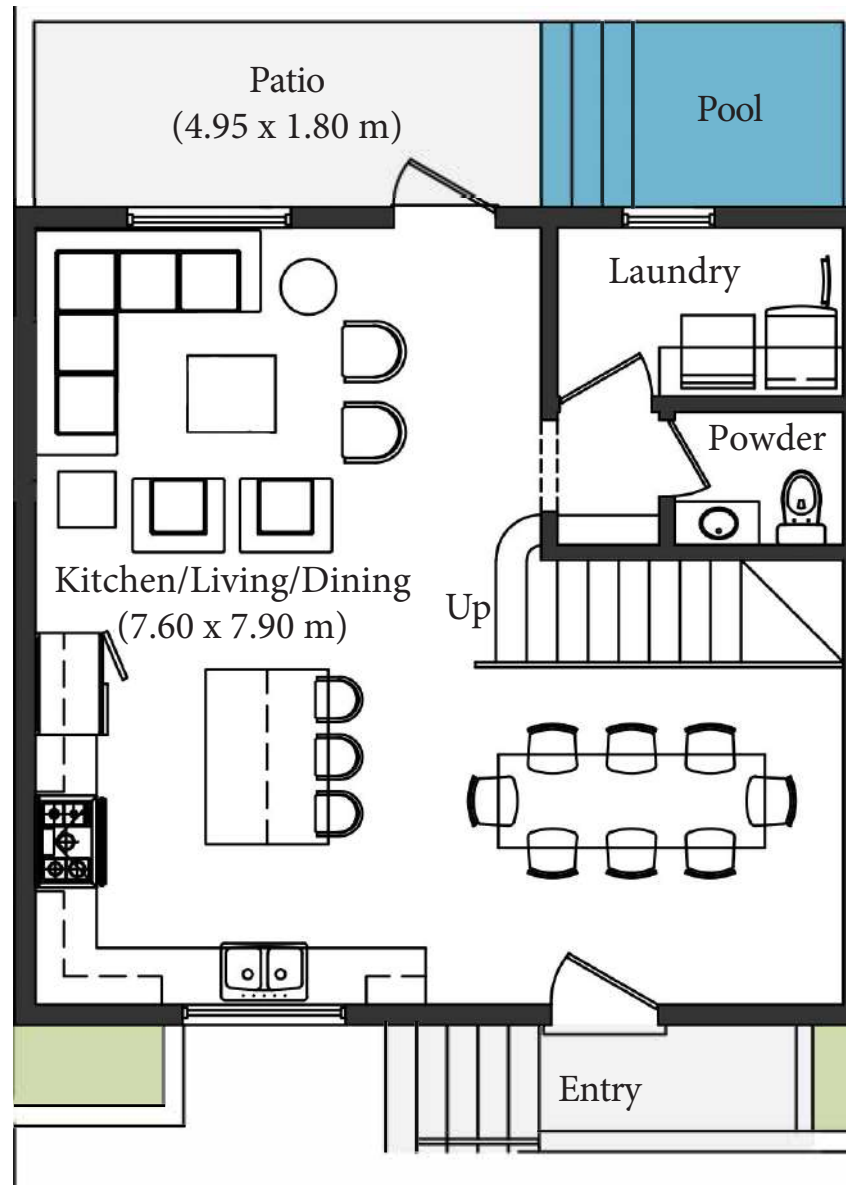 Patio
(4.95 x 1.80 m)
Pool
Laundry
Powder
Kitchen/Living/Dining
(7.60 x 7.90 m)
Up
Entry